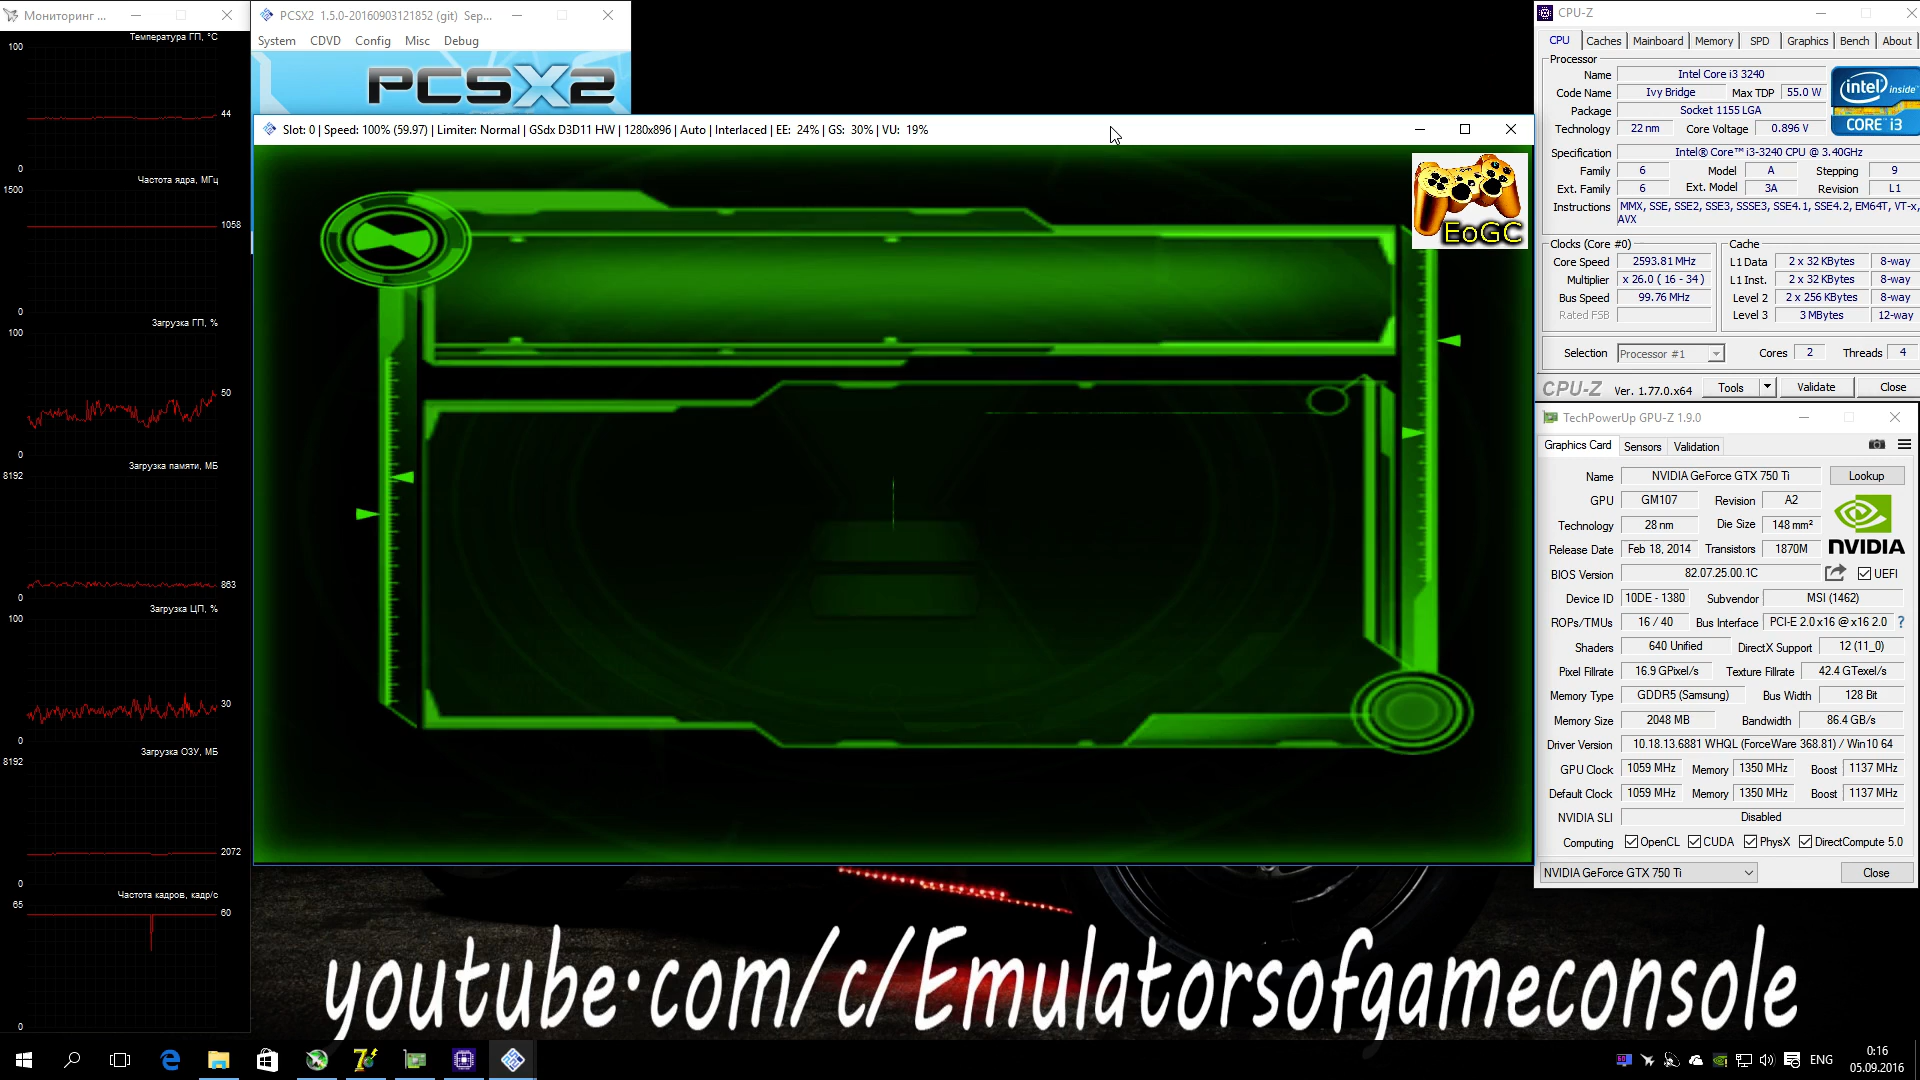 Мониторинг ...
Температура ГП, °C
100
44
0
Частота ядра, МГц
1500
1058
0
Загрузка ГП, %
100
50
0
Загрузка памяти, МБ
8192
863
0
Загрузка ЦП, %
100
30
0
Загрузка ОЗУ, МБ
8192
2072
0
Частота кадров, кадр/с
65
60
0
PCSX2 1.5.0-20160903121852 (git) Sep...
System CDVD Config Misc Debug
PCSX2
Slot: 0 | Speed: 100% (59.97) | Limiter: Normal | GSdx D3D11 HW | 1280x896 | Auto | Interlaced | EE: 24% | GS: 30% | VU: 19%
EoGC
CPU-Z
CPU Caches Mainboard Memory SPD Graphics Bench About
Processor
Name Intel Core i3 3240
Code Name Ivy Bridge Max TDP 55.0 W
Package Socket 1155 LGA
Technology 22 nm Core Voltage 0.896 V
intel inside™
CORE i3
Specification Intel® Core™ i3-3240 CPU @ 3.40GHz
Family 6 Model A Stepping 9
Ext. Family 6 Ext. Model 3A Revision L1
Instructions MMX, SSE, SSE2, SSE3, SSSE3, SSE4.1, SSE4.2, EM64T, VT-x,
AVX
Clocks (Core #0)
Core Speed 2593.81 MHz
Multiplier x 26.0 ( 16 - 34 )
Bus Speed 99.76 MHz
Rated FSB
Cache
L1 Data 2 x 32 KBytes 8-way
L1 Inst. 2 x 32 KBytes 8-way
Level 2 2 x 256 KBytes 8-way
Level 3 3 MBytes 12-way
Selection Processor #1 Cores 2 Threads 4
CPU-Z Ver. 1.77.0.x64 Tools Validate Close
TechPowerUp GPU-Z 1.9.0
Graphics Card Sensors Validation
Name NVIDIA GeForce GTX 750 Ti Lookup
GPU GM107 Revision A2
Technology 28 nm Die Size 148 mm²
Release Date Feb 18, 2014 Transistors 1870M
NVIDIA
BIOS Version 82.07.25.00.1C UEFI
Device ID 10DE - 1380 Subvendor MSI (1462)
ROPs/TMUs 16 / 40 Bus Interface PCI-E 2.0 x16 @ x16 2.0 ?
Shaders 640 Unified DirectX Support 12 (11_0)
Pixel Fillrate 16.9 GPixel/s Texture Fillrate 42.4 GTexel/s
Memory Type GDDR5 (Samsung) Bus Width 128 Bit
Memory Size 2048 MB Bandwidth 86.4 GB/s
Driver Version 10.18.13.6881 WHQL (ForceWare 368.81) / Win10 64
GPU Clock 1059 MHz Memory 1350 MHz Boost 1137 MHz
Default Clock 1059 MHz Memory 1350 MHz Boost 1137 MHz
NVIDIA SLI Disabled
Computing OpenCL CUDA PhysX DirectCompute 5.0
NVIDIA GeForce GTX 750 Ti Close
youtube.com/c/Emulatorsofgameconsole
ENG
0:16
05.09.2016